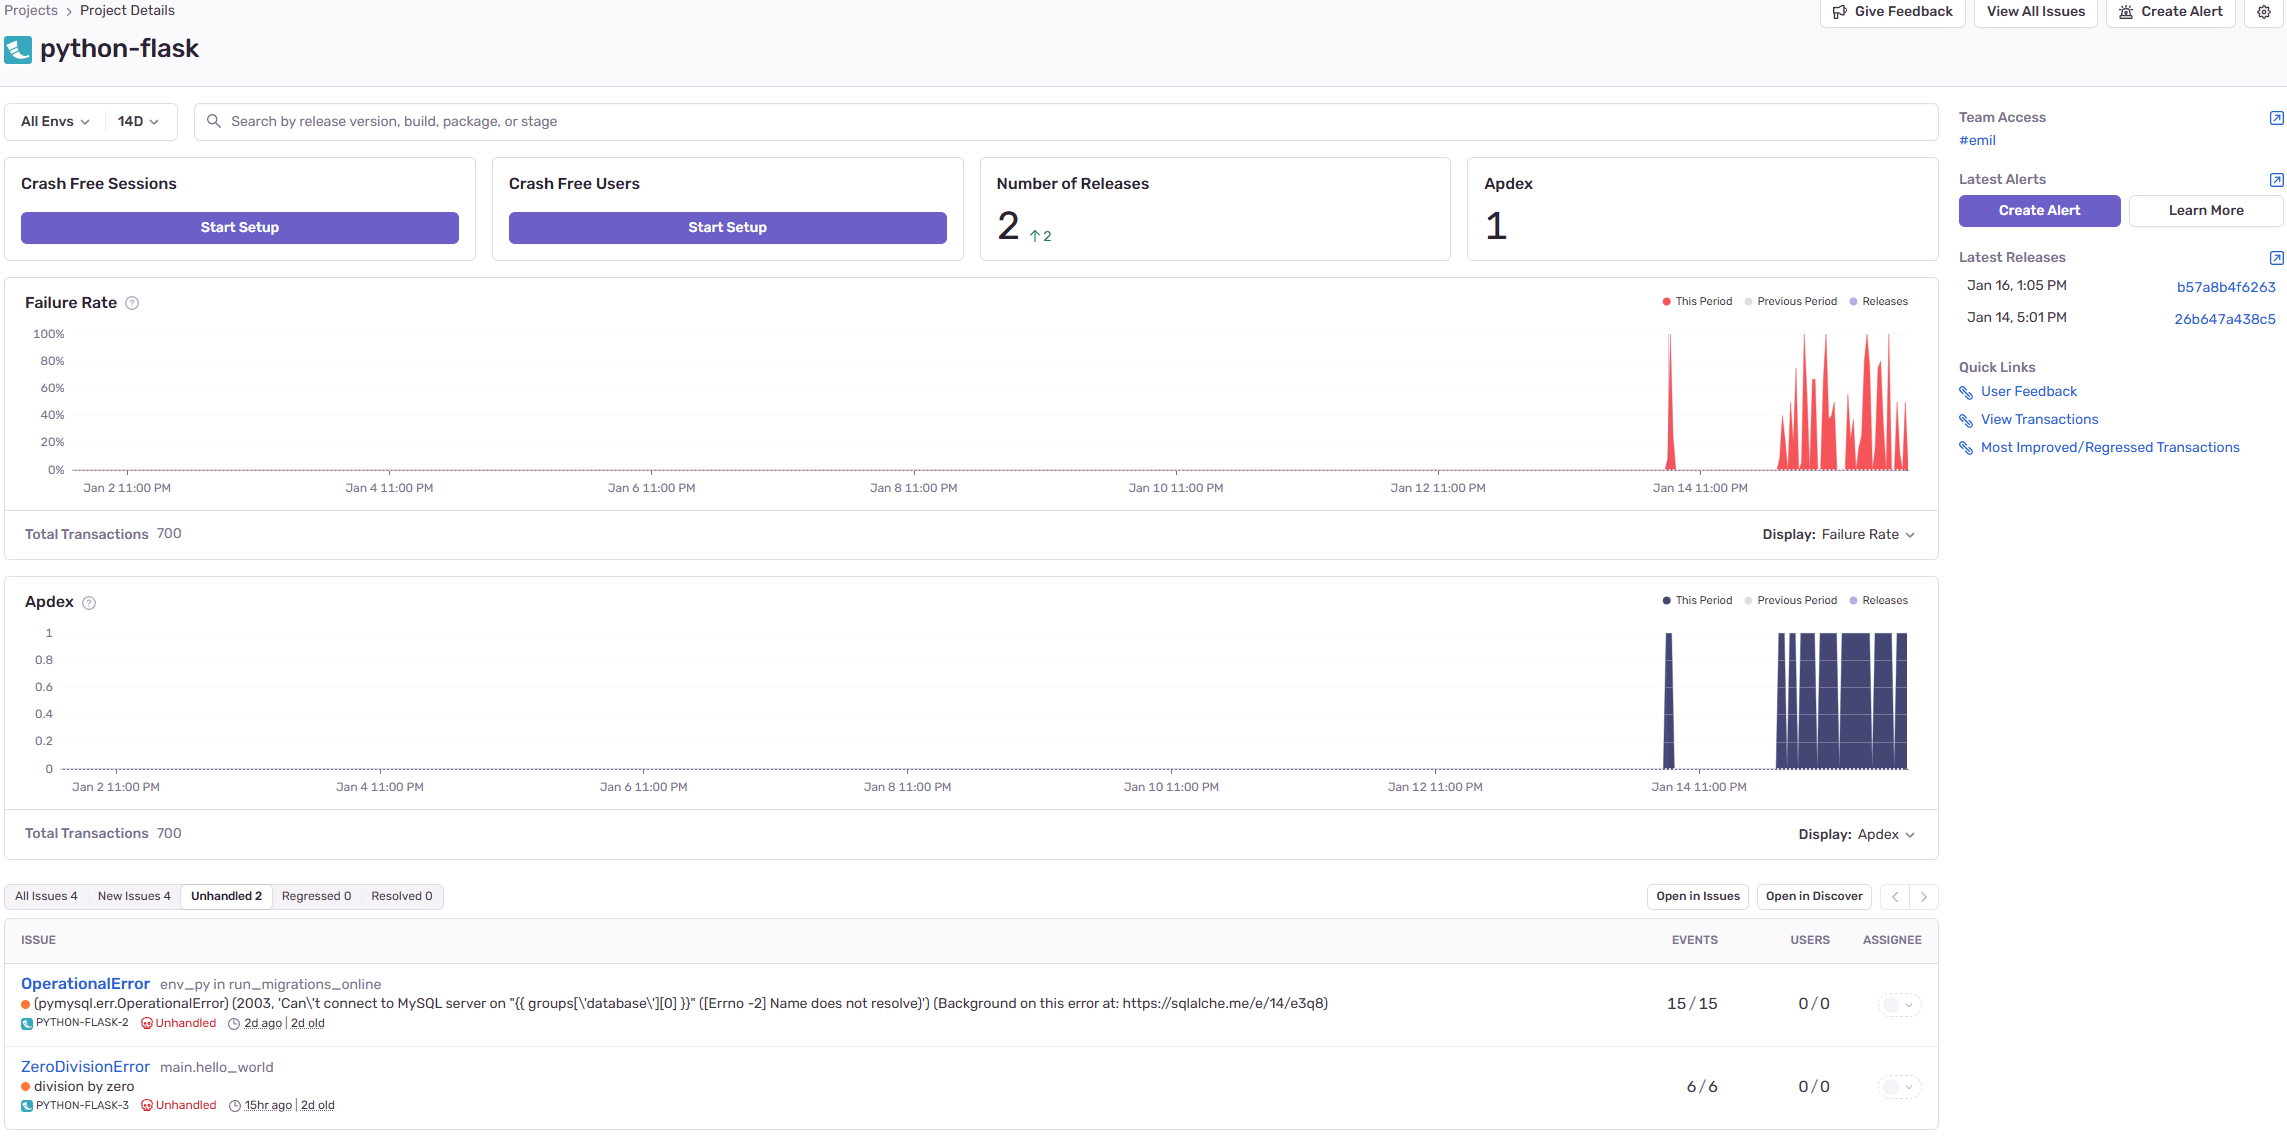 Projects > Project Details
Give Feedback
View All Issues
Create Alert
python-flask
All Envs
14D
Search by release version, build, package, or stage
Crash Free Sessions
Start Setup
Crash Free Users
Start Setup
Number of Releases
2 ↑2
Apdex
1
Team Access
#emil
Latest Alerts
Create Alert
Learn More
Latest Releases
Jan 16, 1:05 PM b57a8b4f6263
Jan 14, 5:01 PM 26b647a438c5
Quick Links
User Feedback
View Transactions
Most Improved/Regressed Transactions
Failure Rate ?
This Period Previous Period Releases
100%
80%
60%
40%
20%
0%
Jan 2 11:00 PM Jan 4 11:00 PM Jan 6 11:00 PM Jan 8 11:00 PM Jan 10 11:00 PM Jan 12 11:00 PM Jan 14 11:00 PM
Total Transactions 700
Display: Failure Rate
Apdex ?
This Period Previous Period Releases
1
0.8
0.6
0.4
0.2
0
Jan 2 11:00 PM Jan 4 11:00 PM Jan 6 11:00 PM Jan 8 11:00 PM Jan 10 11:00 PM Jan 12 11:00 PM Jan 14 11:00 PM
Total Transactions 700
Display: Apdex
All Issues 4 New Issues 4 Unhandled 2 Regressed 0 Resolved 0
Open in Issues Open in Discover
ISSUE EVENTS USERS ASSIGNEE
OperationalError env_py in run_migrations_online
(pymysql.err.OperationalError) (2003, 'Can\'t connect to MySQL server on "{{ groups[\'database\'][0] }}" ([Errno -2] Name does not resolve)') (Background on this error at: https://sqlalche.me/e/14/e3q8)
15/15 0/0
PYTHON-FLASK-2 Unhandled 2d ago | 2d old
ZeroDivisionError main.hello_world
division by zero
6/6 0/0
PYTHON-FLASK-3 Unhandled 15hr ago | 2d old